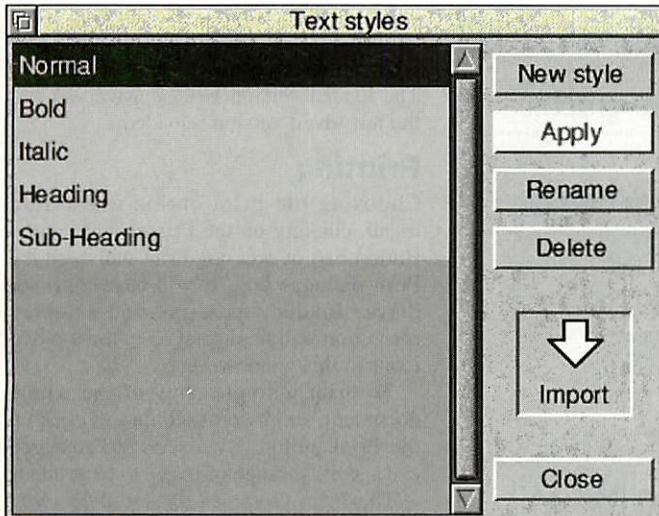 Text styles
Normal
Bold
Italic
Heading
Sub-Heading
New style
Apply
Rename
Delete
Import
Close